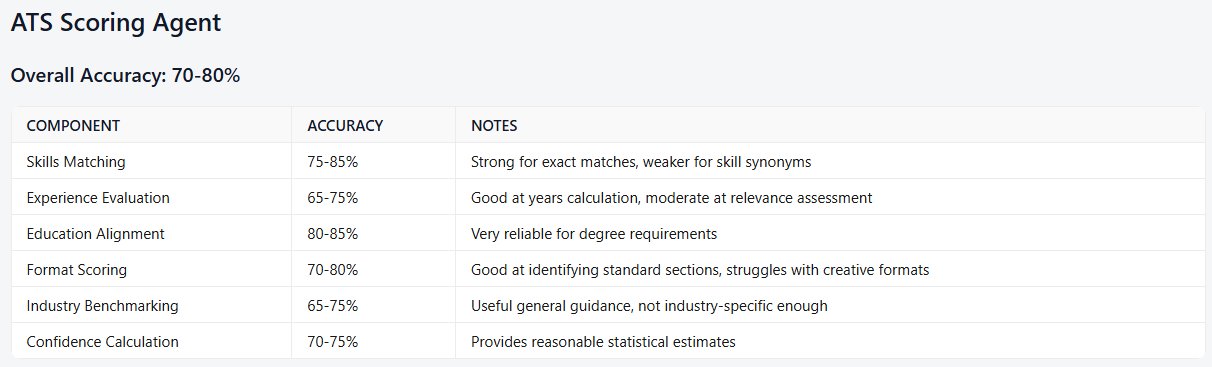 ATS Scoring Agent
Overall Accuracy: 70-80%
COMPONENT ACCURACY NOTES
Skills Matching 75-85% Strong for exact matches, weaker for skill synonyms
Experience Evaluation 65-75% Good at years calculation, moderate at relevance assessment
Education Alignment 80-85% Very reliable for degree requirements
Format Scoring 70-80% Good at identifying standard sections, struggles with creative formats
Industry Benchmarking 65-75% Useful general guidance, not industry-specific enough
Confidence Calculation 70-75% Provides reasonable statistical estimates